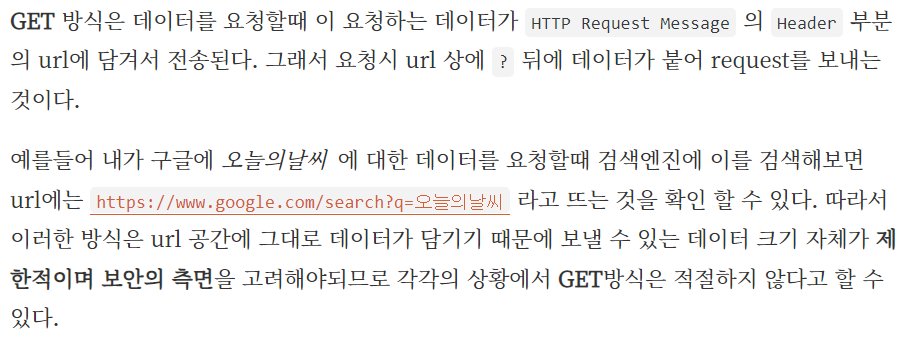 GET 방식은 데이터를 요청할때 이 요청하는 데이터가 HTTP Request Message 의 Header 부분
의 url에 담겨서 전송된다. 그래서 요청시 url 상에 ? 뒤에 데이터가 붙어 request를 보내는
것이다.
예를들어 내가 구글에 오늘의날씨 에 대한 데이터를 요청할때 검색엔진에 이를 검색해보면
url에는 https://www.google.com/search?q=오늘의날씨 라고 뜨는 것을 확인 할 수 있다. 따라서
이러한 방식은 url 공간에 그대로 데이터가 담기기 때문에 보낼 수 있는 데이터 크기 자체가 제
한적이며 보안의 측면을 고려해야되므로 각각의 상황에서 GET방식은 적절하지 않다고 할 수
있다.